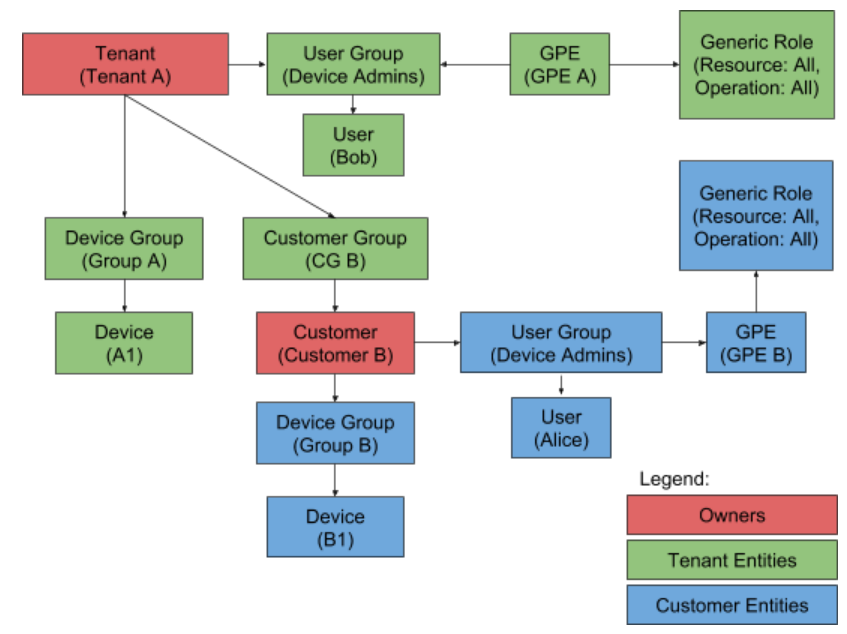 Tenant
(Tenant A)
User Group
(Device Admins)
GPE
(GPE A)
Generic Role
(Resource: All,
Operation: All)
User
(Bob)
Generic Role
(Resource: All,
Operation: All)
Device Group
(Group A)
Customer Group
(CG B)
Device
(A1)
Customer
(Customer B)
User Group
(Device Admins)
GPE
(GPE B)
Device Group
(Group B)
User
(Alice)
Device
(B1)
Legend:
Owners
Tenant Entities
Customer Entities